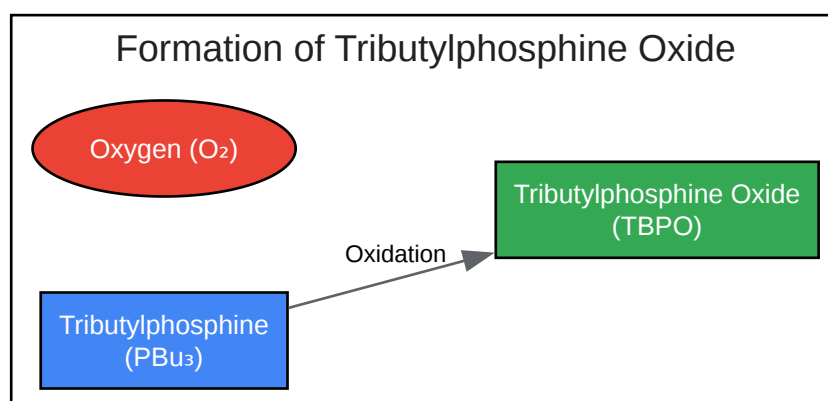 Formation of Tributylphosphine Oxide
Oxygen (O₂)
Tributylphosphine Oxide
(TBPO)
Oxidation
Tributylphosphine
(PBu₃)